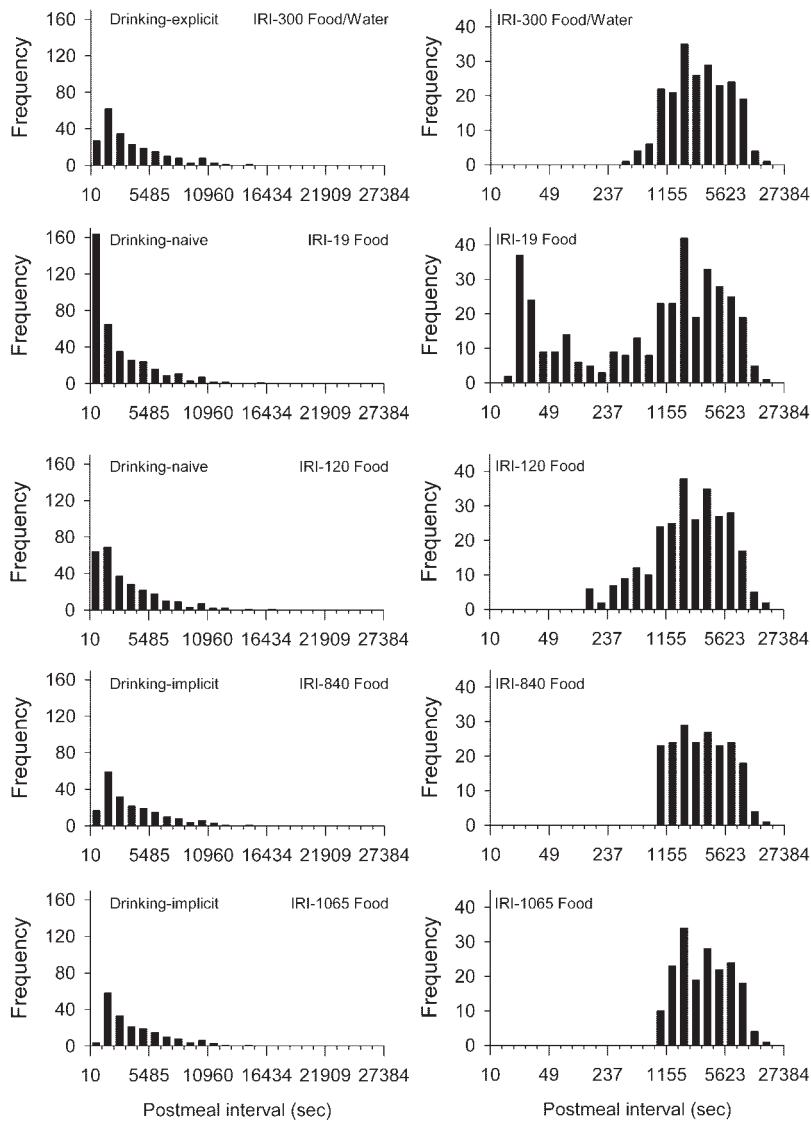 Drinking-explicit IRI-300 Food/Water
Frequency
160
120
80
40
0
10 5485 10960 16434 21909 27384
IRI-300 Food/Water
Frequency
40
30
20
10
0
10 49 237 1155 5623 27384
Drinking-naive IRI-19 Food
Frequency
160
120
80
40
0
10 5485 10960 16434 21909 27384
IRI-19 Food
Frequency
40
30
20
10
0
10 49 237 1155 5623 27384
Drinking-naive IRI-120 Food
Frequency
160
120
80
40
0
10 5485 10960 16434 21909 27384
IRI-120 Food
Frequency
40
30
20
10
0
10 49 237 1155 5623 27384
Drinking-implicit IRI-840 Food
Frequency
160
120
80
40
0
10 5485 10960 16434 21909 27384
IRI-840 Food
Frequency
40
30
20
10
0
10 49 237 1155 5623 27384
Drinking-implicit IRI-1065 Food
Frequency
160
120
80
40
0
10 5485 10960 16434 21909 27384
Postmeal interval (sec)
IRI-1065 Food
Frequency
40
30
20
10
0
10 49 237 1155 5623 27384
Postmeal interval (sec)